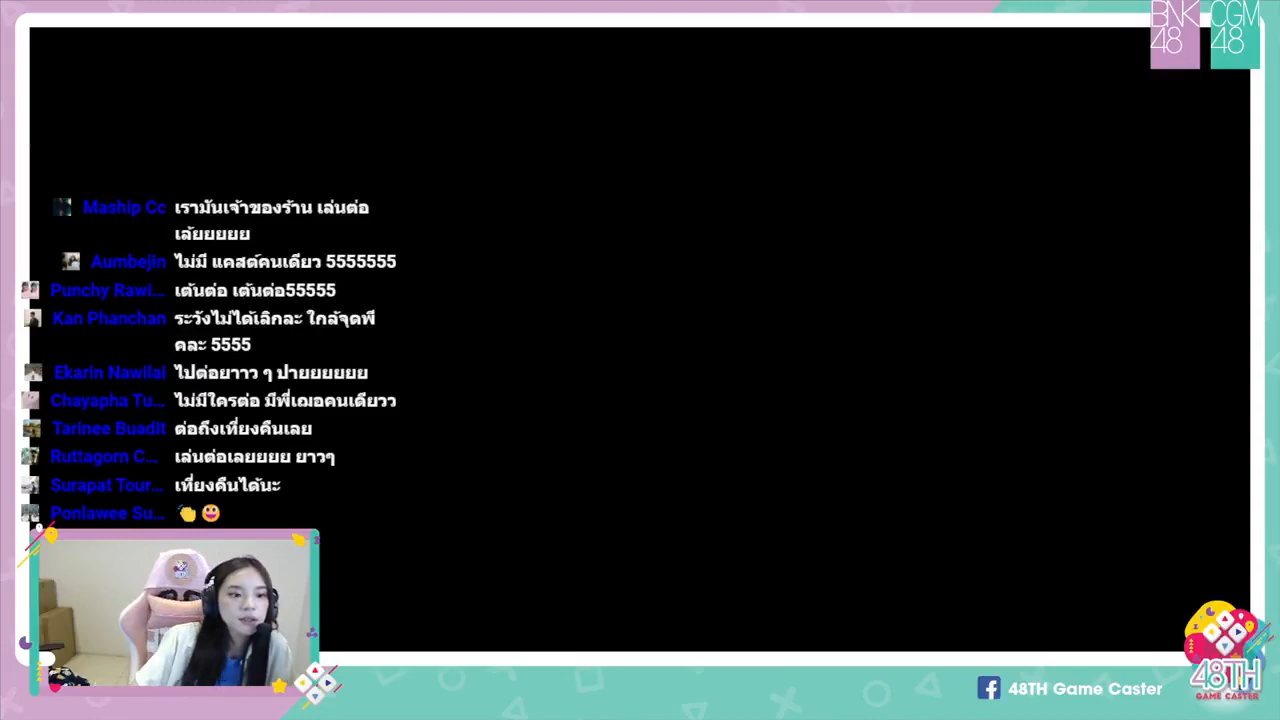 BNK CGM
48 48
Maship Cc เรามันเจ้าของร้าน เล่นต่อ
เล้ยยยยย
Aumbejin ไม่มี แคสต์คนเดียว 5555555
Punchy Rawi... เต้นต่อ เต้นต่อ55555
Kan Phanchan ระวังไม่ได้เลิกละ ใกล้จุดพี
คละ 5555
Ekarin Nawilai ไปต่อยาาว ๆ ปายยยยยย
Chayapha Tu... ไม่มีใครต่อ มีพี่เฌอคนเดียวว
Tarinee Buadit ต่อถึงเที่ยงคืนเลย
Ruttagorn C... เล่นต่อเลยยยย ยาวๆ
Surapat Tour... เที่ยงคืนได้นะ
Ponlawee Su... 👏😃
48TH Game Caster
48TH
GAME CASTER